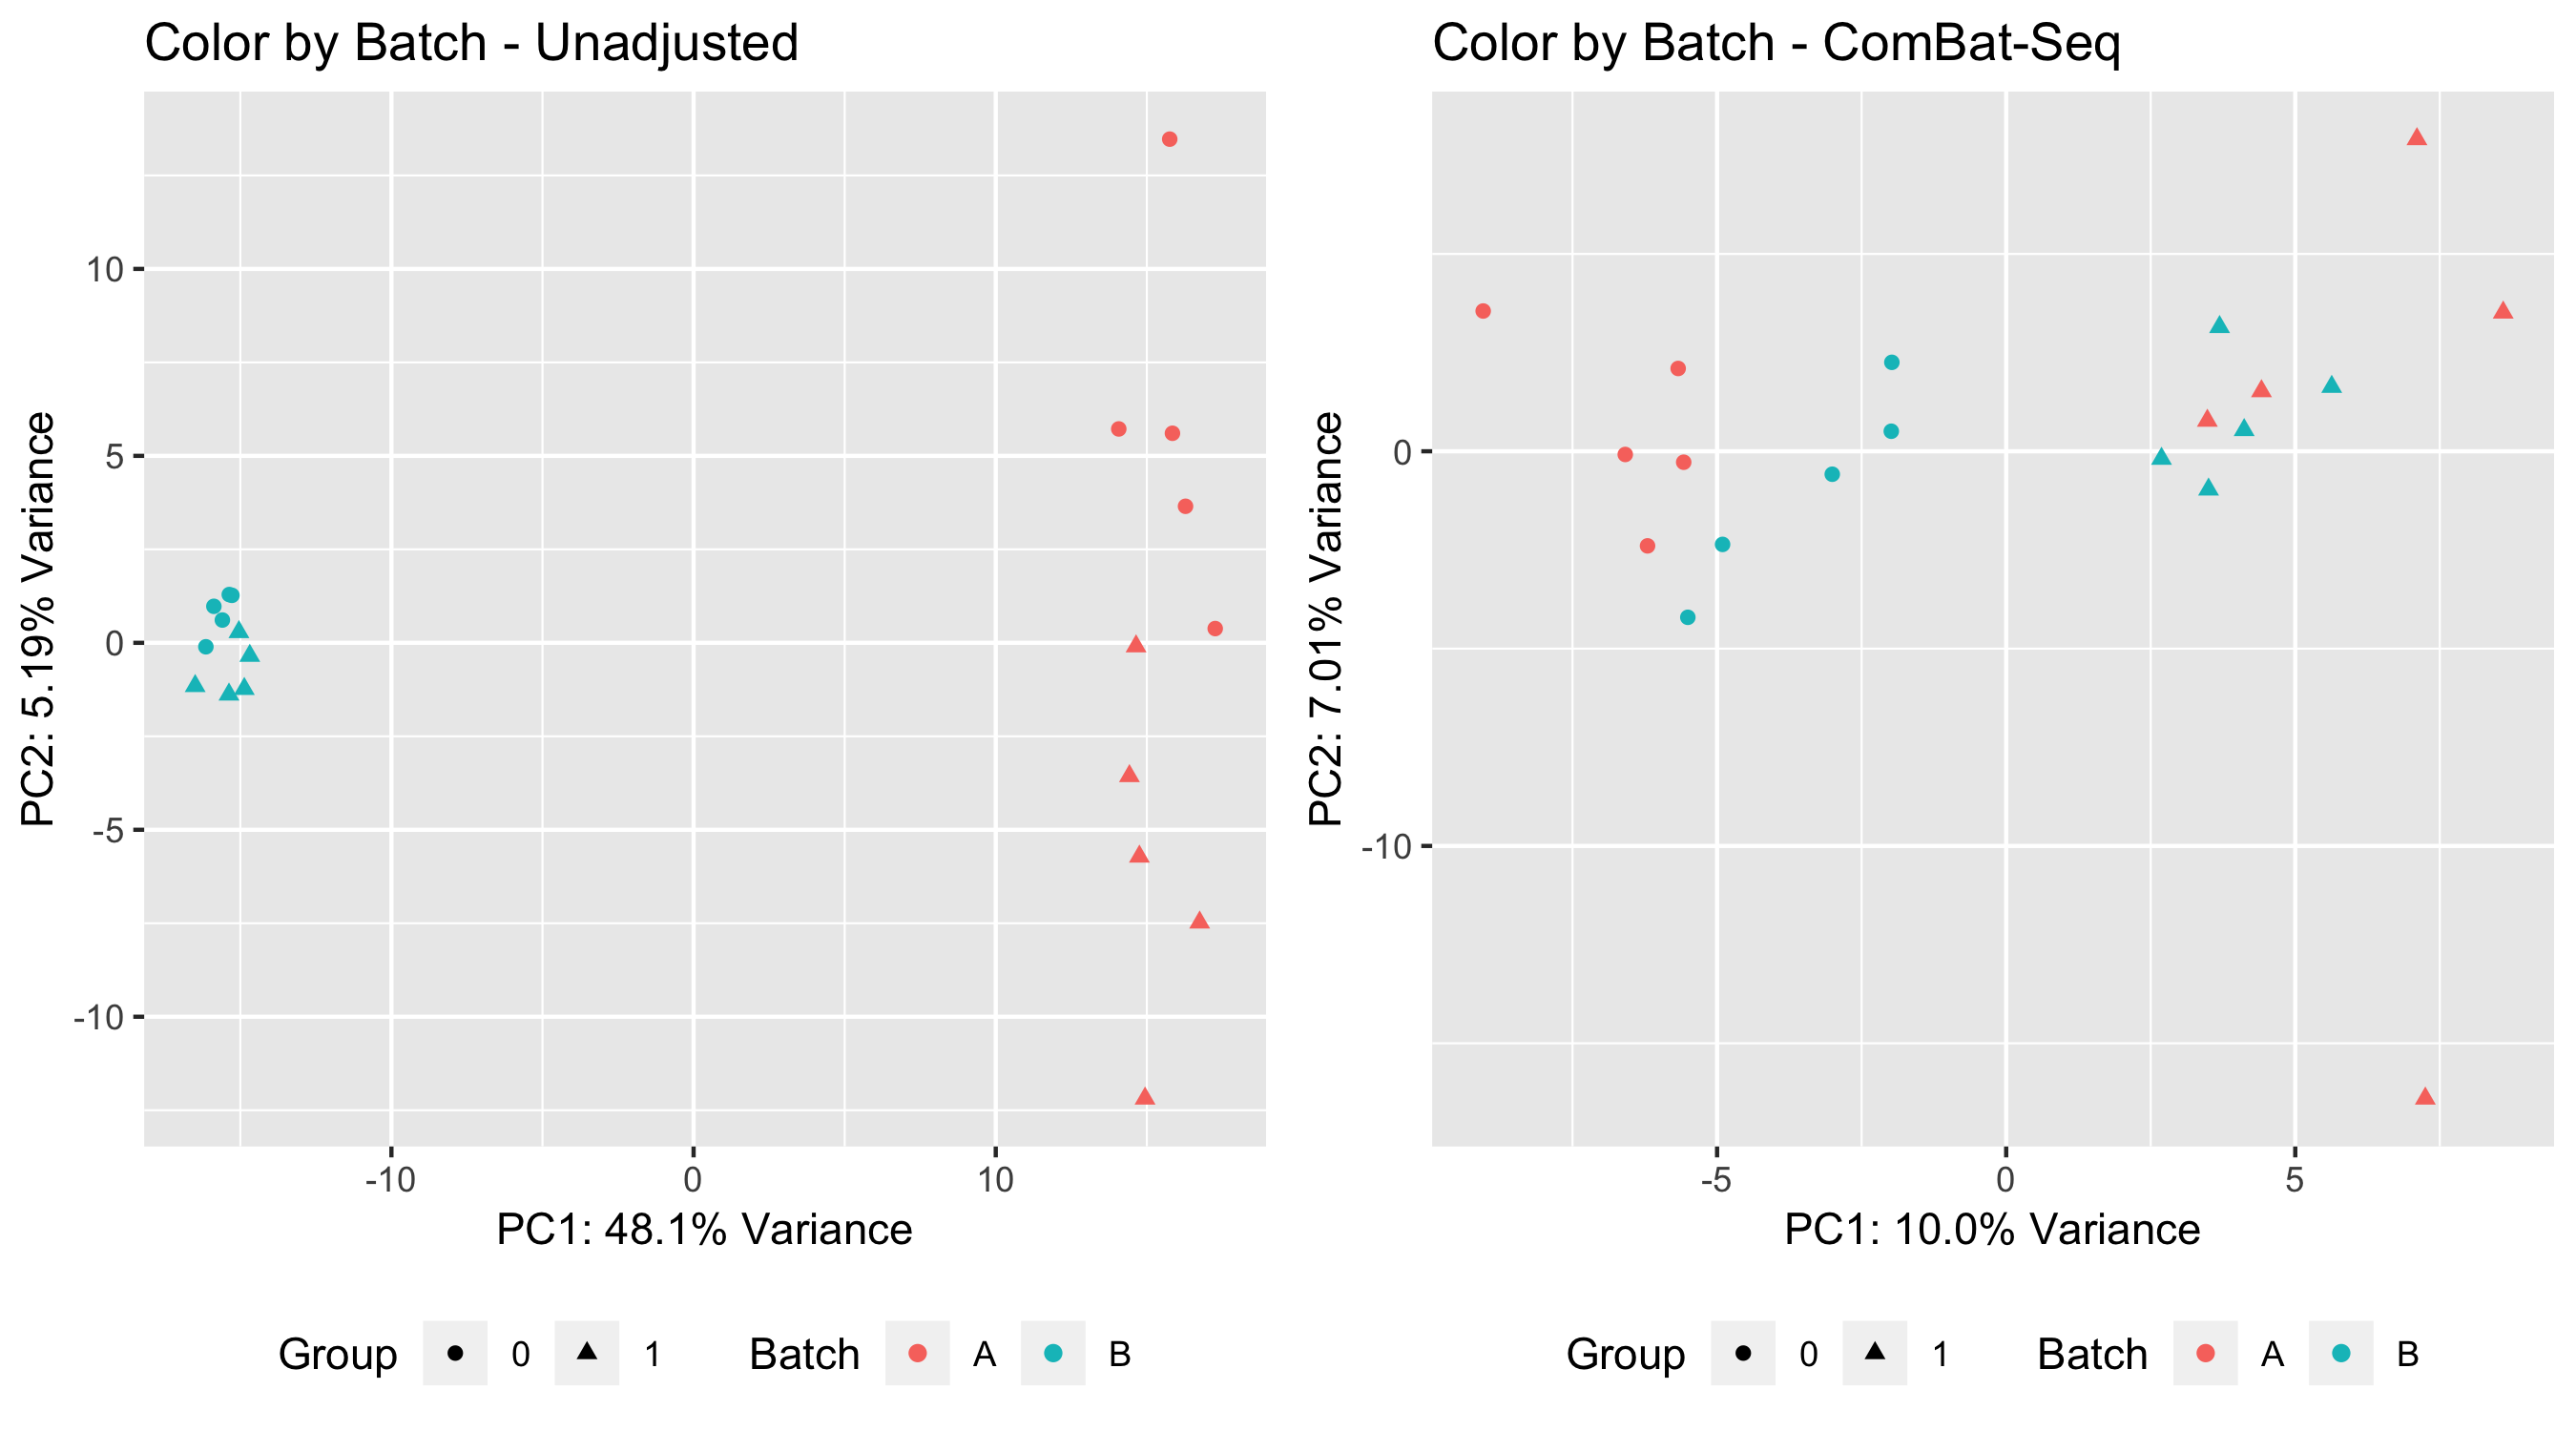 Color by Batch - Unadjusted
PC2: 5.19% Variance
10
5
0
-5
-10
-10 0 10
PC1: 48.1% Variance
Group 0 1 Batch A B
Color by Batch - ComBat-Seq
PC2: 7.01% Variance
0
-10
-5 0 5
PC1: 10.0% Variance
Group 0 1 Batch A B